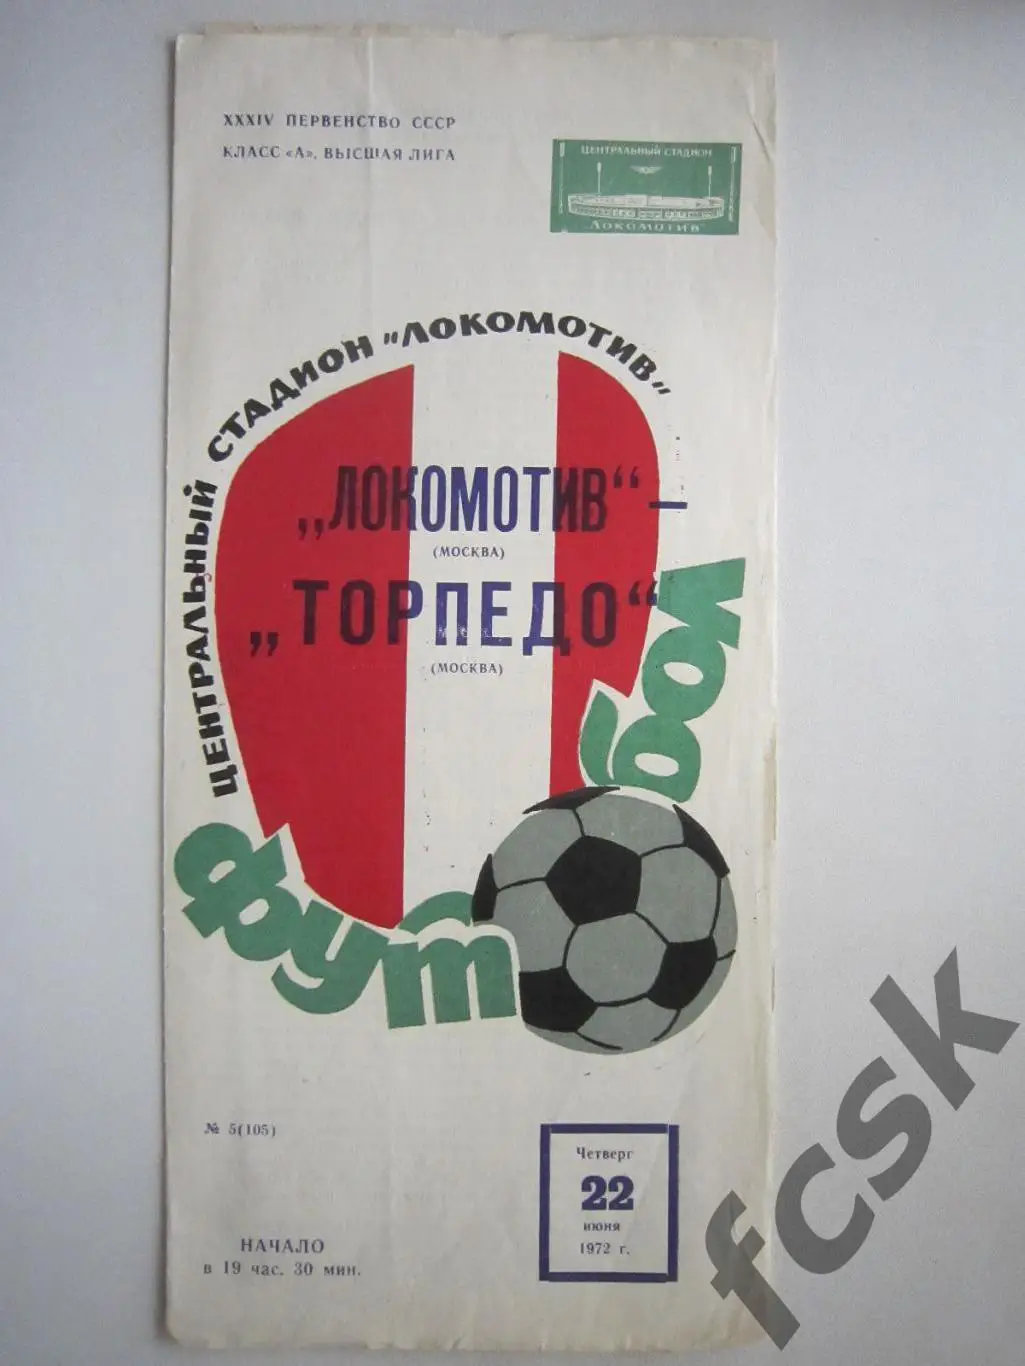 XXXIV ПЕРВЕНСТВО СССР
КЛАСС «А», ВЫСШАЯ ЛИГА
ЦЕНТРАЛЬНЫЙ СТАДИОН
„ЛОКОМОТИВ"
ЦЕНТРАЛЬНЫЙ СТАДИОН „ЛОКОМОТИВ"
„ЛОКОМОТИВ“ –
(МОСКВА)
„ТОРПЕДО“
(МОСКВА)
футбол
№ 5(105)
Четверг
22
июня
1972 г.
НАЧАЛО
в 19 час. 30 мин.
fcsk